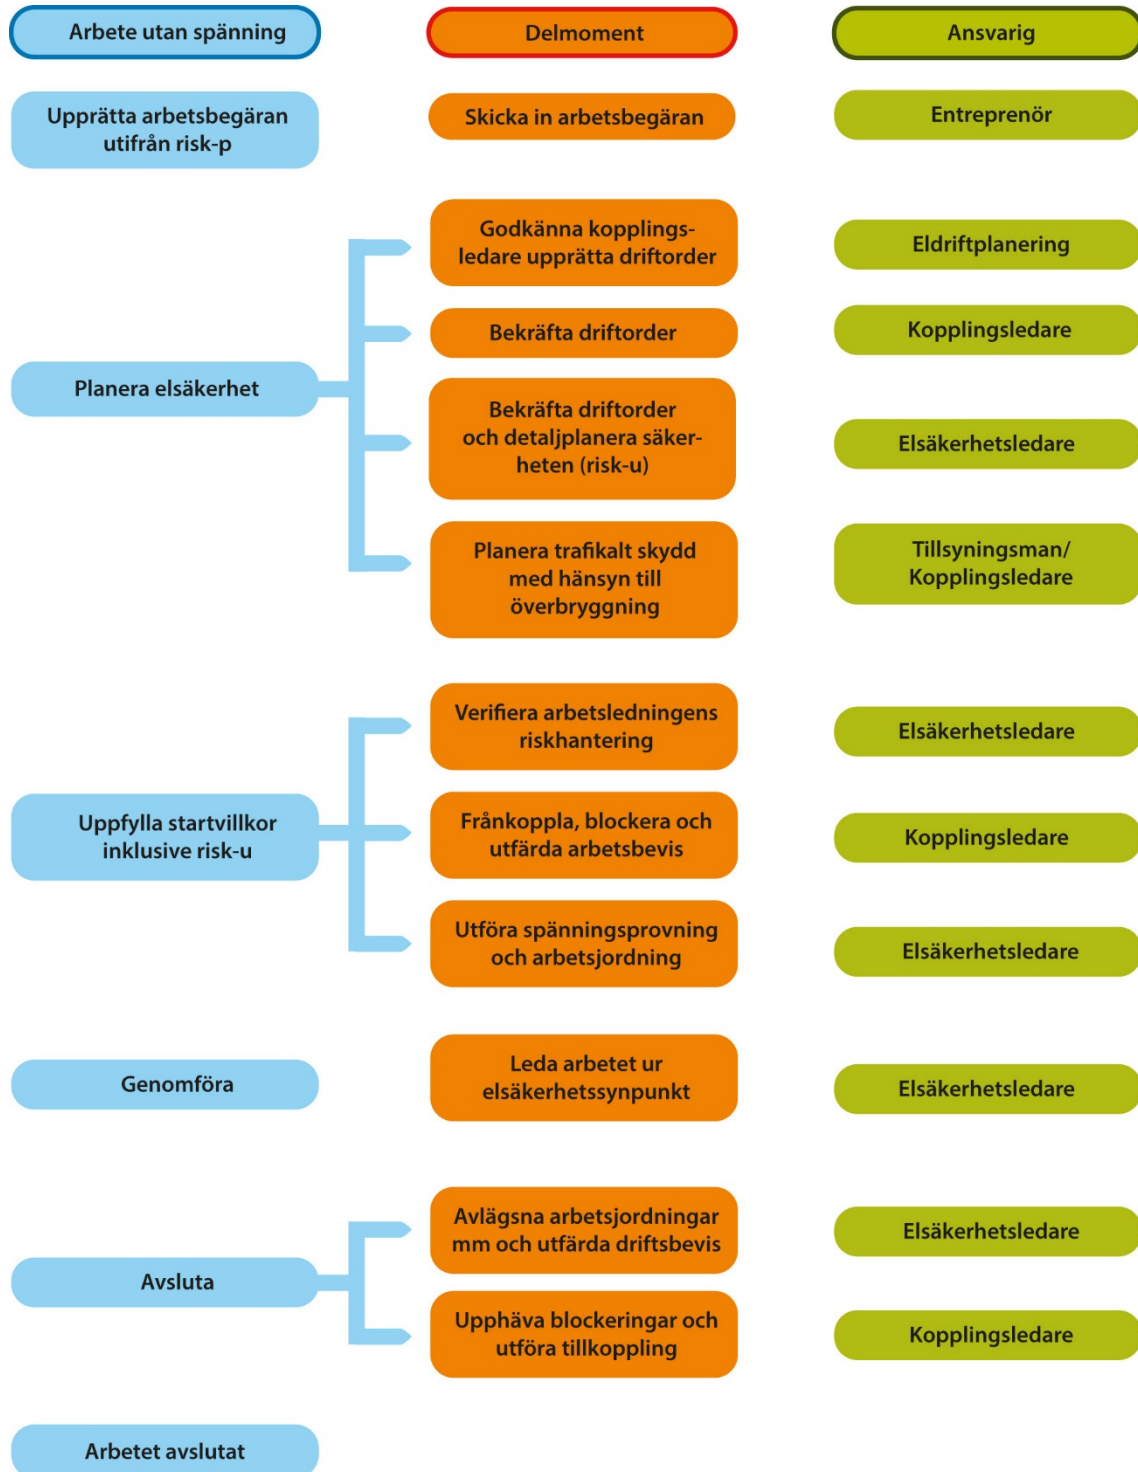 Arbete utan spänning
Delmoment
Ansvarig
Upprätta arbetsbegäran
utifrån risk-p
Skicka in arbetsbegäran
Entreprenör
Planera elsäkerhet
Godkänna kopplings-
ledare upprätta driftorder
Eldriftplanering
Bekräfta driftorder
Kopplingsledare
Bekräfta driftorder
och detaljplanera säker-
heten (risk-u)
Elsäkerhetsledare
Planera trafikalt skydd
med hänsyn till
överbryggning
Tillsyningsman/
Kopplingsledare
Uppfylla startvillkor
inklusive risk-u
Verifiera arbetsledningens
riskhantering
Elsäkerhetsledare
Frånkoppla, blockera och
utfärda arbetsbevis
Kopplingsledare
Utföra spänningsprovning
och arbetsjordning
Elsäkerhetsledare
Genomföra
Leda arbetet ur
elsäkerhetssynpunkt
Elsäkerhetsledare
Avsluta
Avlägsna arbetsjordningar
mm och utfärda driftsbevis
Elsäkerhetsledare
Upphäva blockeringar och
utföra tillkoppling
Kopplingsledare
Arbetet avslutat